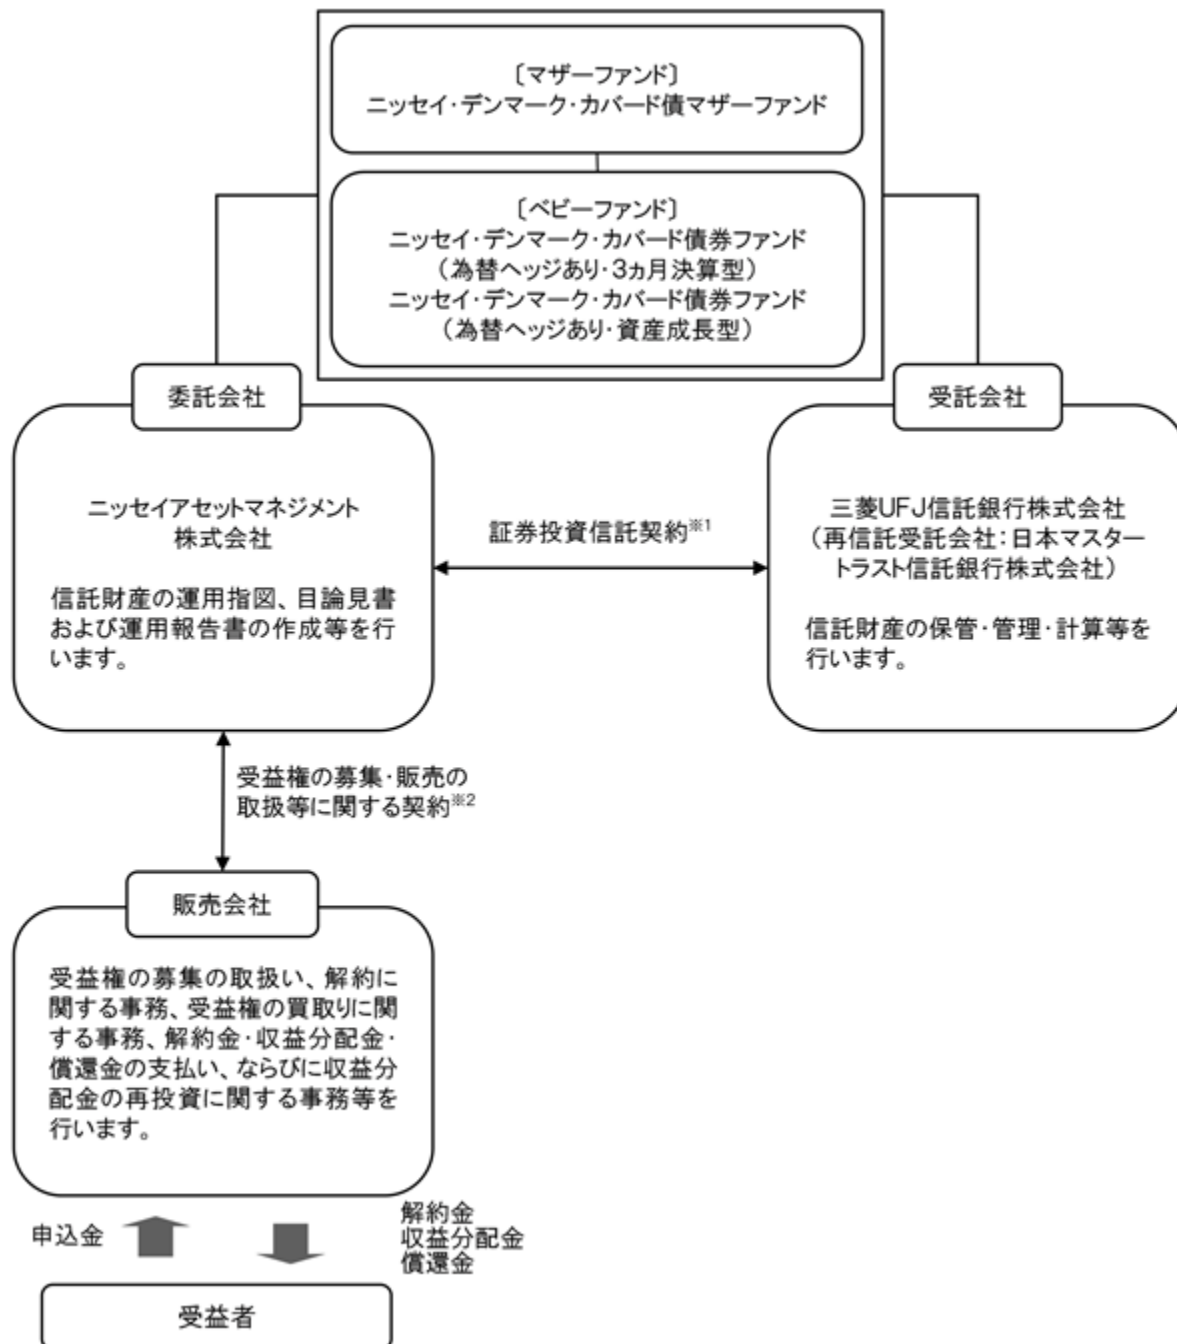 〔マザーファンド〕
ニッセイ・デンマーク・カバード債マザーファンド
〔ベビーファンド〕
ニッセイ・デンマーク・カバード債券ファンド
（為替ヘッジあり・3ヵ月決算型）
ニッセイ・デンマーク・カバード債券ファンド
（為替ヘッジあり・資産成長型）
委託会社
ニッセイアセットマネジメント
株式会社
信託財産の運用指図、目論見書
および運用報告書の作成等を行
います。
証券投資信託契約※1
受託会社
三菱UFJ信託銀行株式会社
（再信託受託会社：日本マスター
トラスト信託銀行株式会社）
信託財産の保管・管理・計算等を
行います。
受益権の募集・販売の
取扱等に関する契約※2
販売会社
受益権の募集の取扱い、解約に
関する事務、受益権の買取りに関
する事務、解約金・収益分配金・
償還金の支払い、ならびに収益分
配金の再投資に関する事務等を
行います。
申込金
解約金
収益分配金
償還金
受益者